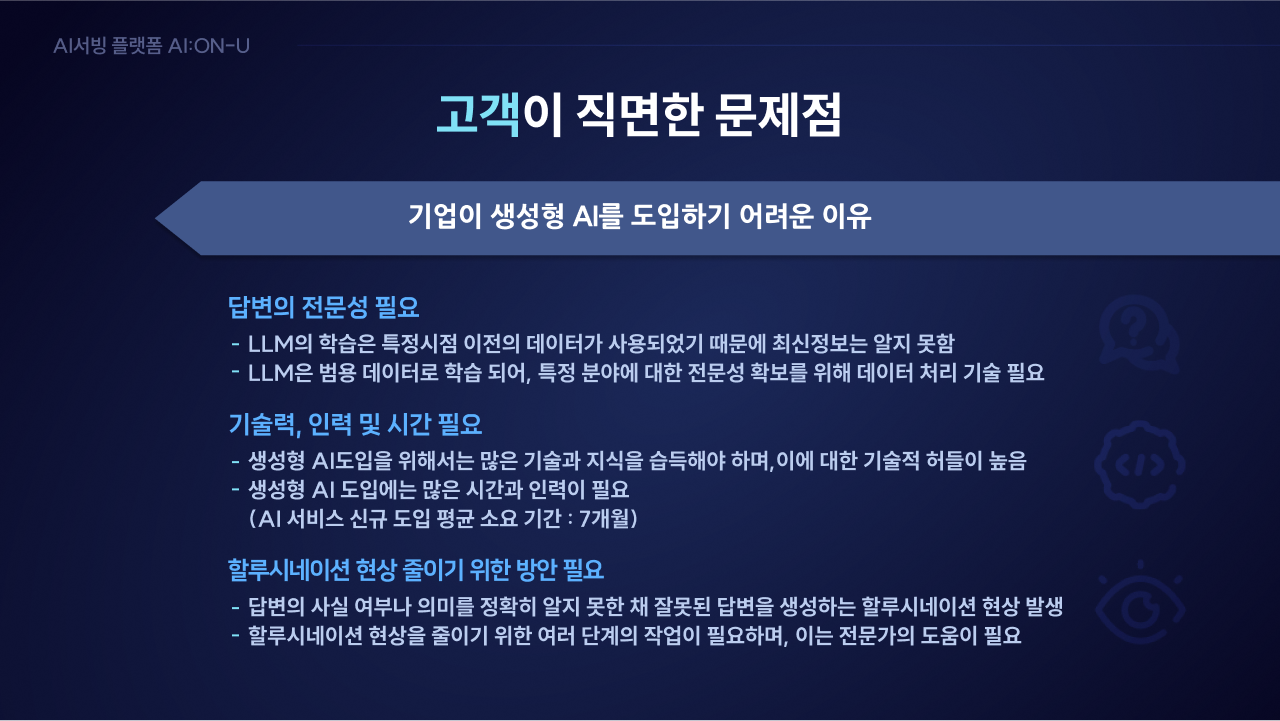 AI서빙 플랫폼 AI:ON-U
고객이 직면한 문제점
기업이 생성형 AI를 도입하기 어려운 이유
답변의 전문성 필요
- LLM의 학습은 특정시점 이전의 데이터가 사용되었기 때문에 최신정보는 알지 못함
- LLM은 범용 데이터로 학습 되어, 특정 분야에 대한 전문성 확보를 위해 데이터 처리 기술 필요
기술력, 인력 및 시간 필요
- 생성형 AI도입을 위해서는 많은 기술과 지식을 습득해야 하며,이에 대한 기술적 허들이 높음
- 생성형 AI 도입에는 많은 시간과 인력이 필요
(AI 서비스 신규 도입 평균 소요 기간 : 7개월)
할루시네이션 현상 줄이기 위한 방안 필요
- 답변의 사실 여부나 의미를 정확히 알지 못한 채 잘못된 답변을 생성하는 할루시네이션 현상 발생
- 할루시네이션 현상을 줄이기 위한 여러 단계의 작업이 필요하며, 이는 전문가의 도움이 필요